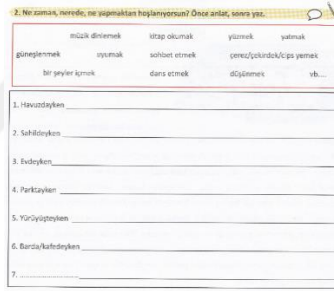 2. Ne zaman, nerede, ne yapmaktan hoşlanıyorsun? Önce anlat, sonra yaz.
müzik dinlemek kitap okumak yüzmek yatmak
güneşlenmek uyumak sohbet etmek çerez/çekirdek/cips yemek
bir şeyler içmek dans etmek düşünmek vb....
1. Havuzdayken
2. Sahildeyken
3. Evdeyken
4. Parktayken
5. Yürüyüşteyken
6. Barda/kafedeyken
7. ......................